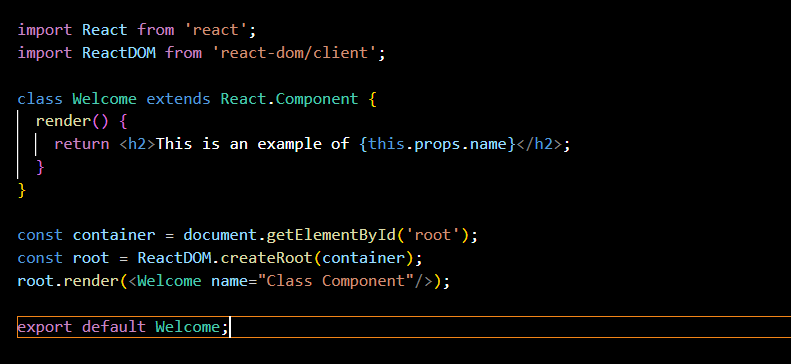 import React from 'react';
import ReactDOM from 'react-dom/client';
class Welcome extends React.Component {
render() {
return <h2>This is an example of {this.props.name}</h2>;
}
}
const container = document.getElementById('root');
const root = ReactDOM.createRoot(container);
root.render(<Welcome name="Class Component"/>);
export default Welcome;